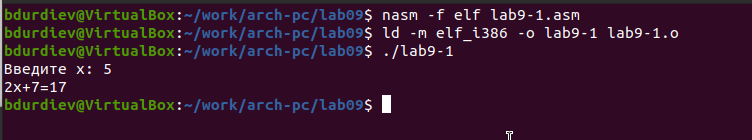 bdurdiev@VirtualBox:~/work/arch-pc/lab09$ nasm -f elf lab9-1.asm
bdurdiev@VirtualBox:~/work/arch-pc/lab09$ ld -m elf_i386 -o lab9-1 lab9-1.o
bdurdiev@VirtualBox:~/work/arch-pc/lab09$ ./lab9-1
Введите x: 5
2x+7=17
bdurdiev@VirtualBox:~/work/arch-pc/lab09$